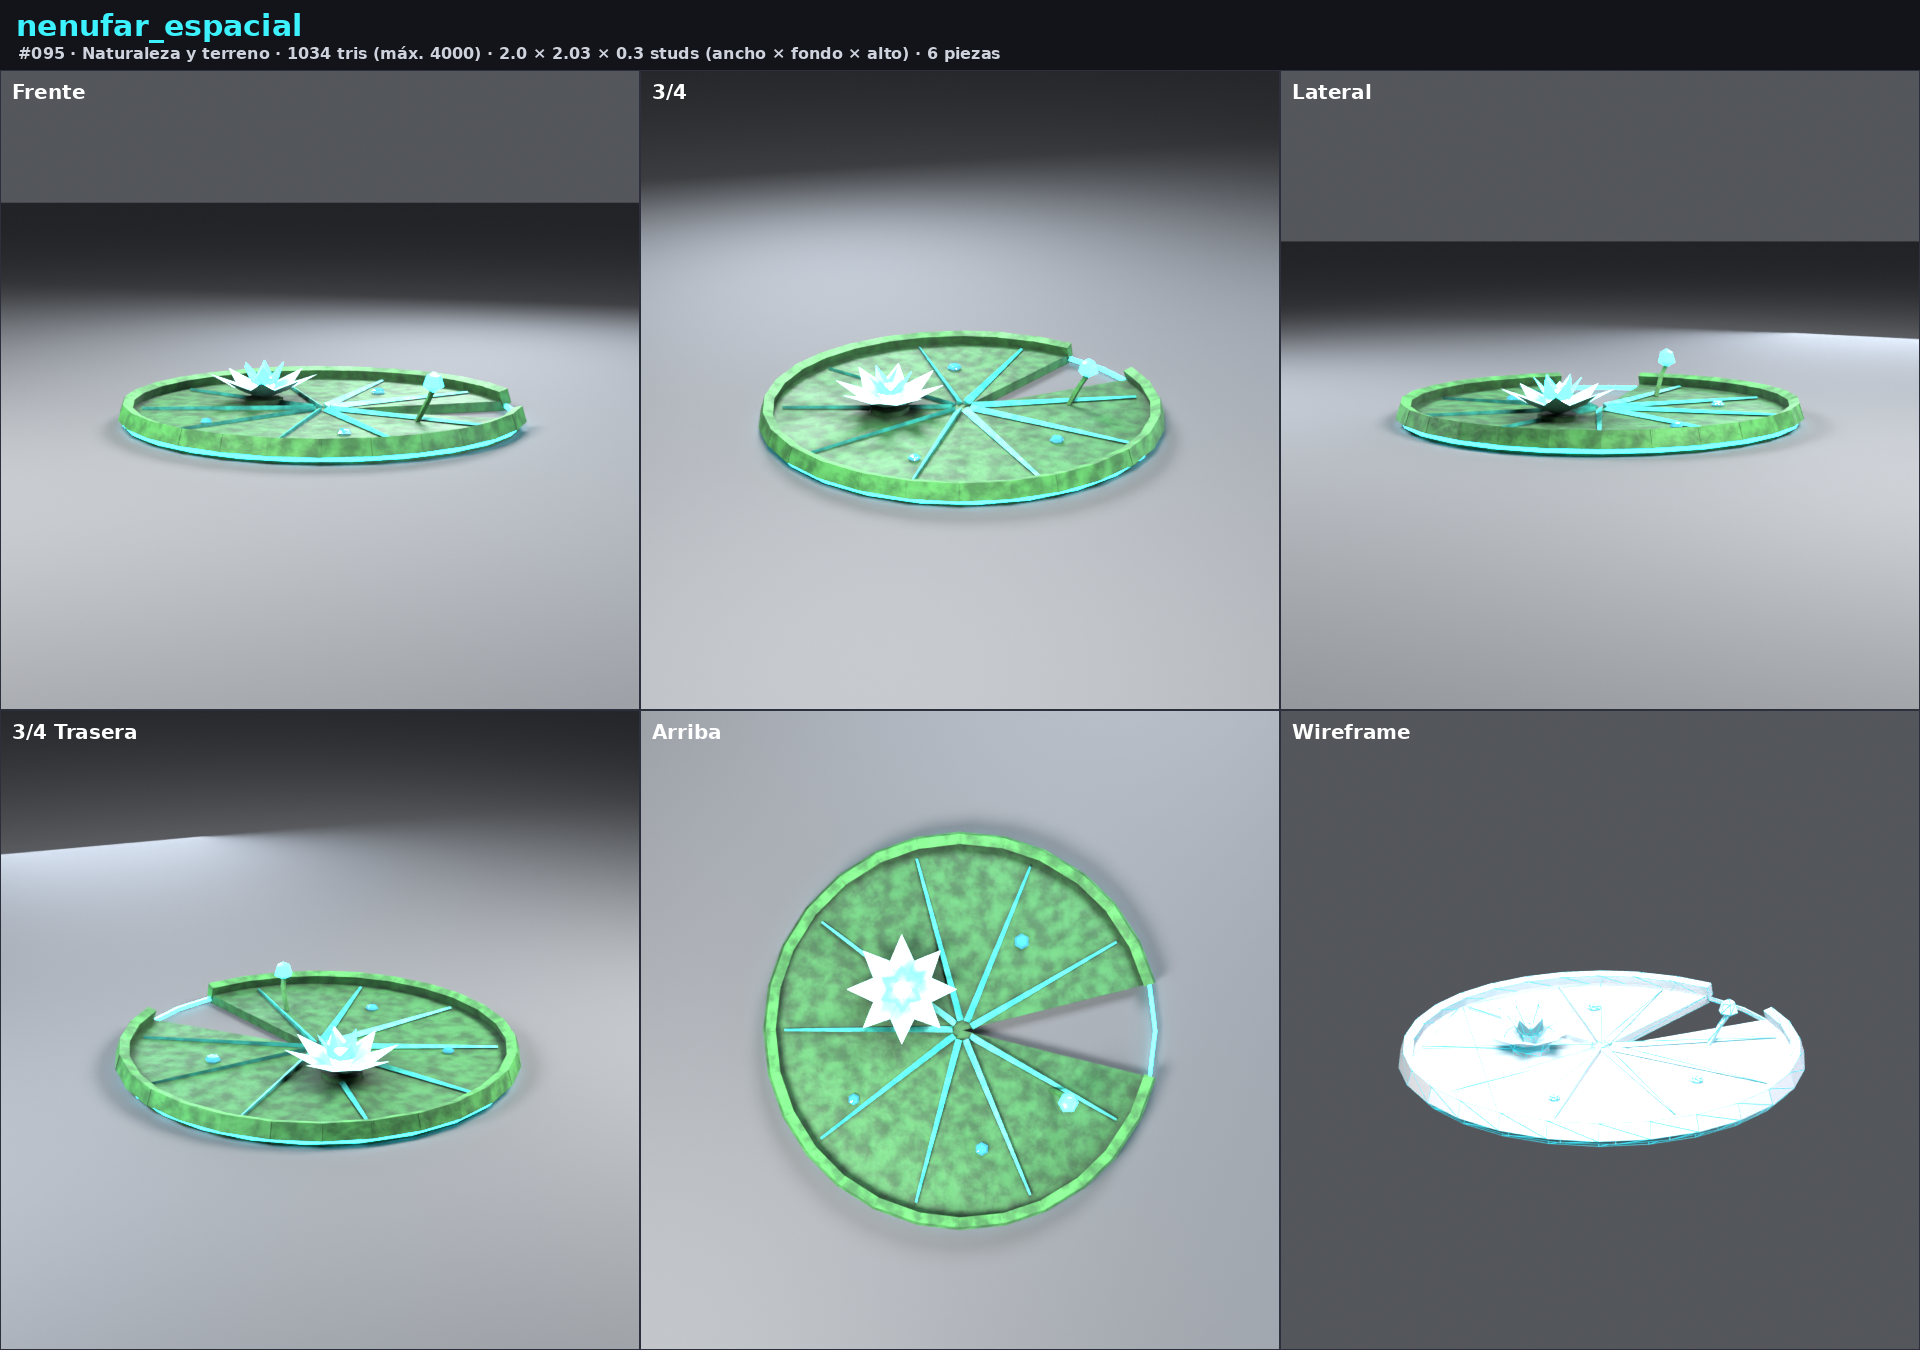 nenufar_espacial
#095 · Naturaleza y terreno · 1034 tris (máx. 4000) · 2.0 × 2.03 × 0.3 studs (ancho × fondo × alto) · 6 piezas
Frente
3/4
Lateral
3/4 Trasera
Arriba
Wireframe